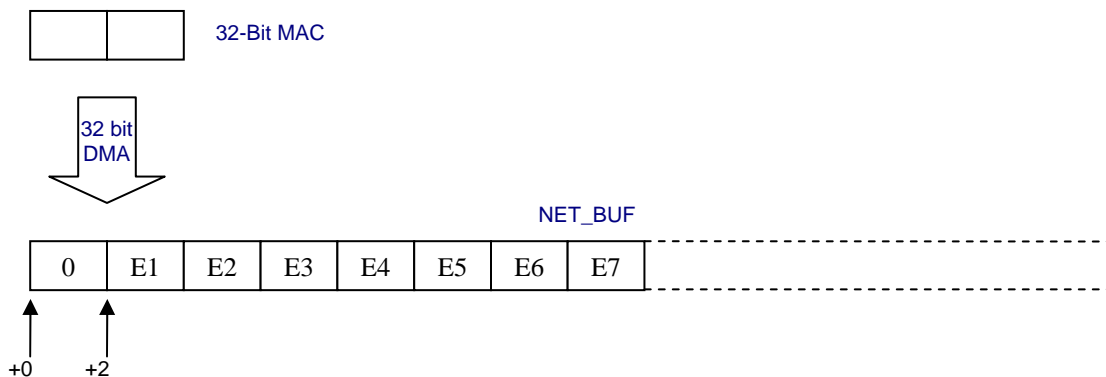 32-Bit MAC
32 bit
DMA
NET_BUF
0 E1 E2 E3 E4 E5 E6 E7
+0 +2